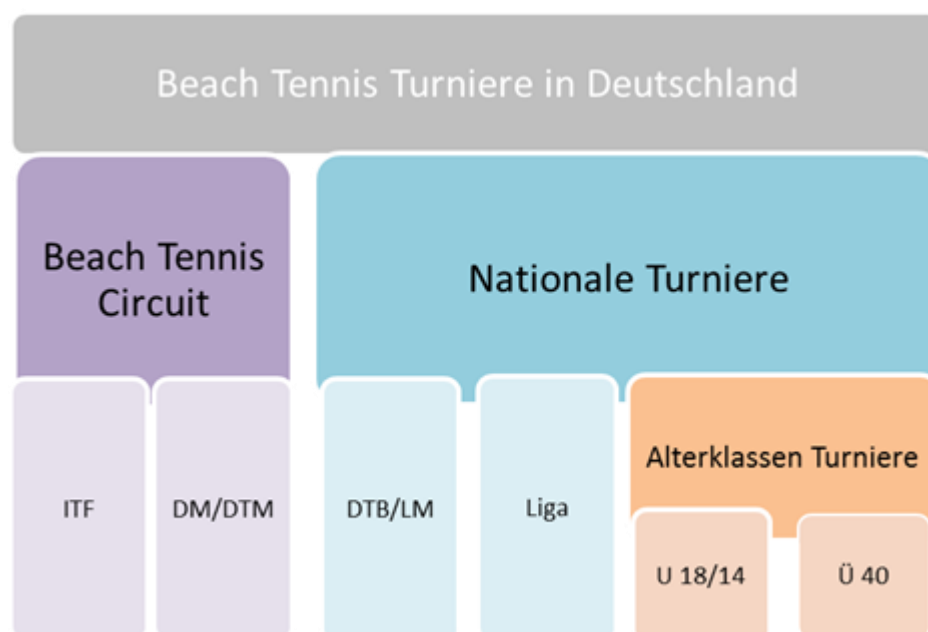 Beach Tennis Turniere in Deutschland
Beach Tennis
Circuit
Nationale Turniere
ITF
DM/DTM
DTB/LM
Liga
Alterklassen Turniere
U 18/14
Ü 40